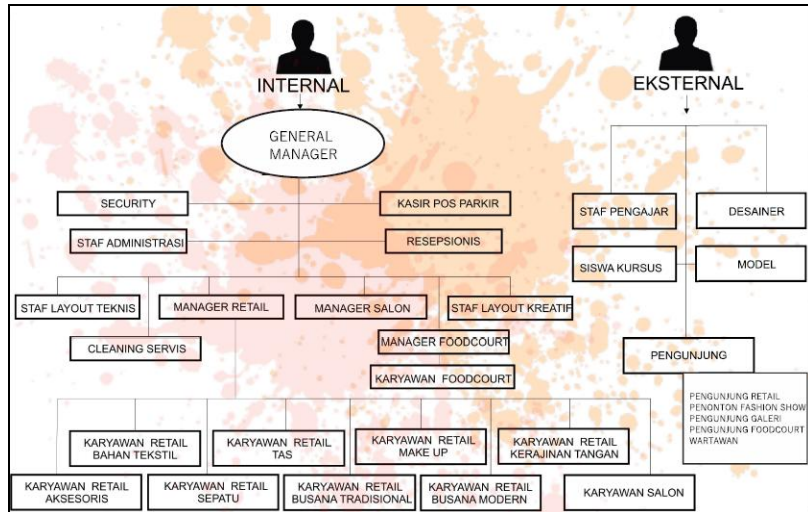 INTERNAL
EKSTERNAL
GENERAL
MANAGER
SECURITY
KASIR POS PARKIR
STAF ADMINISTRASI
RESEPSIONIS
STAF PENGAJAR
DESAINER
SISWA KURSUS
MODEL
STAF LAYOUT TEKNIS
MANAGER RETAIL
MANAGER SALON
STAF LAYOUT KREATIF
CLEANING SERVIS
MANAGER FOODCOURT
KARYAWAN FOODCOURT
PENGUNJUNG
PENGUNJUNG RETAIL
PENONTON FASHION SHOW
PENGUNJUNG GALERI
PENGUNJUNG FOODCOURT
WARTAWAN
KARYAWAN RETAIL
BAHAN TEKSTIL
KARYAWAN RETAIL
TAS
KARYAWAN RETAIL
MAKE UP
KARYAWAN RETAIL
KERAJINAN TANGAN
KARYAWAN RETAIL
AKSESORIS
KARYAWAN RETAIL
SEPATU
KARYAWAN RETAIL
BUSANA TRADISIONAL
KARYAWAN RETAIL
BUSANA MODERN
KARYAWAN SALON